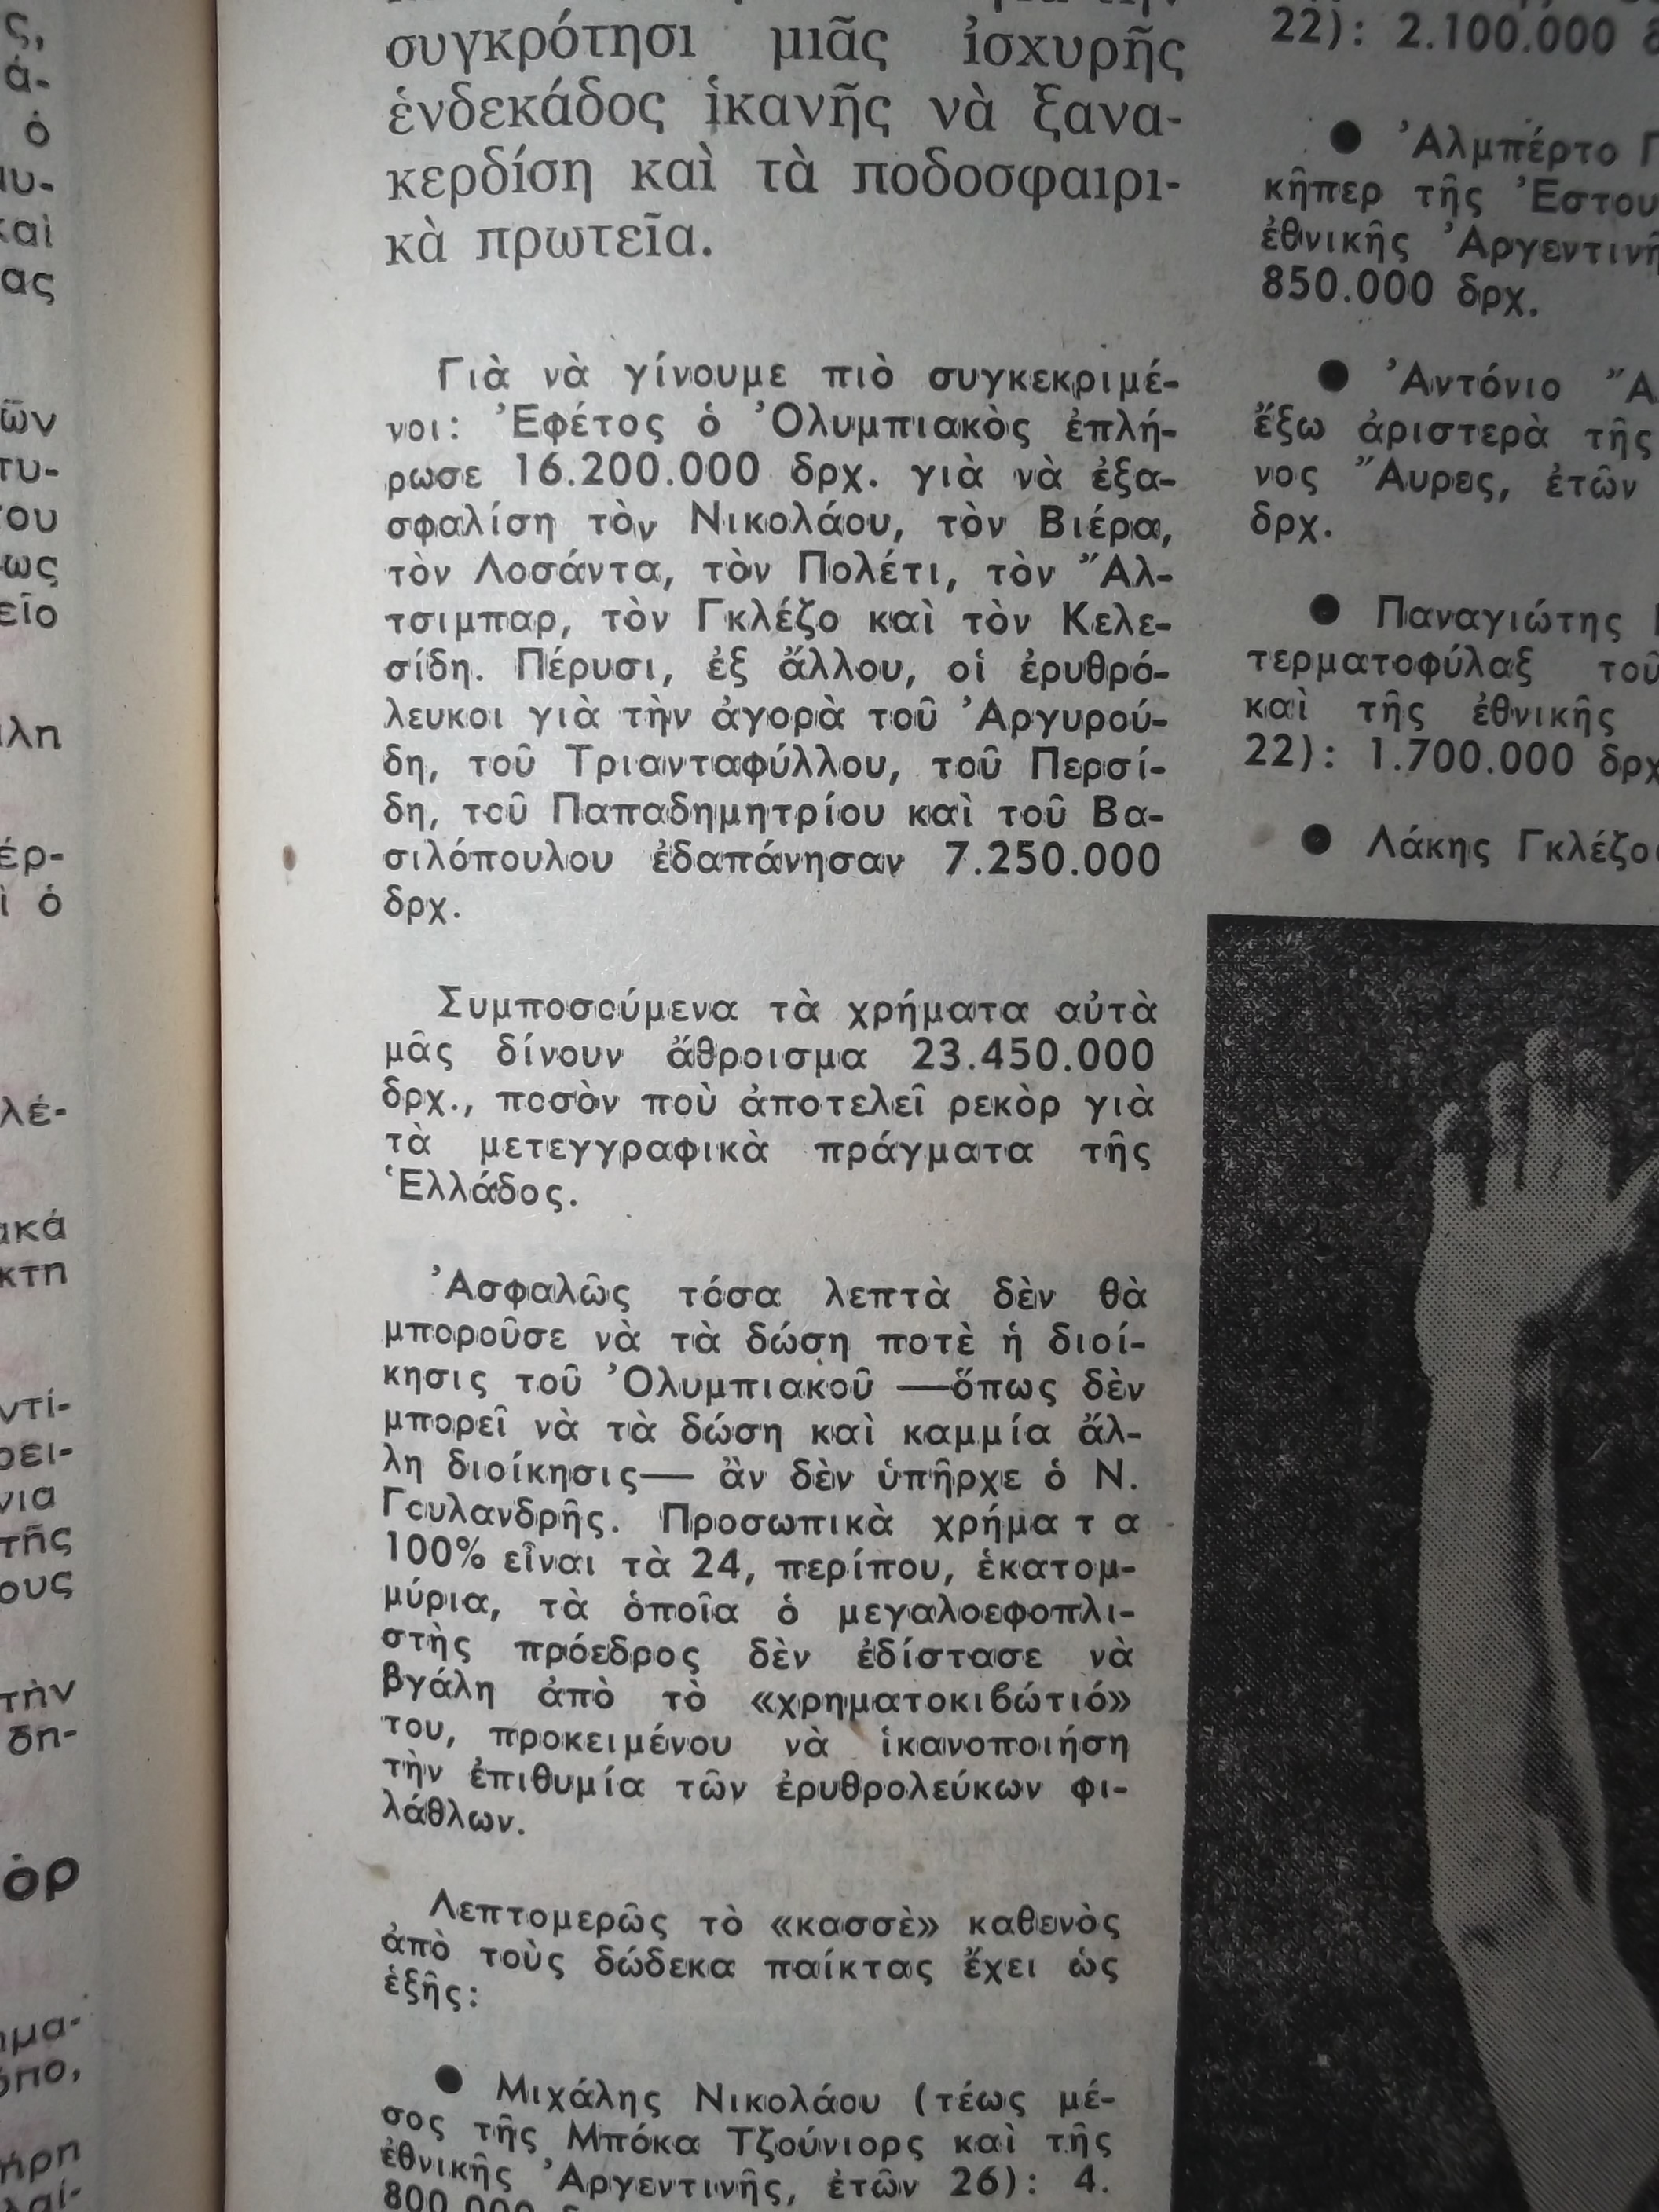 συγκρότησι μιᾶς ἰσχυρῆς
ἑνδεκάδος ἱκανῆς νὰ ξανα-
κερδίση καὶ τὰ ποδοσφαιρι-
κὰ πρωτεῖα.
Γιὰ νὰ γίνουμε πιὸ συγκεκριμέ-
νοι: Ἐφέτος ὁ Ὀλυμπιακὸς ἐπλή-
ρωσε 16.200.000 δρχ. γιὰ νὰ ἐξα-
σφαλίση τὸν Νικολάου, τὸν Βιέρα,
τὸν Λοσάντα, τὸν Πολέτι, τὸν Ἄλ-
τσιμπαρ, τὸν Γκλέζο καὶ τὸν Κελε-
σίδη. Πέρυσι, ἐξ ἄλλου, οἱ ἐρυθρό-
λευκοι γιὰ τὴν ἀγορὰ τοῦ Ἀργυρού-
δη, τοῦ Τριανταφύλλου, τοῦ Περσί-
δη, τοῦ Παπαδημητρίου καὶ τοῦ Βα-
σιλόπουλου ἐδαπάνησαν 7.250.000
δρχ.
Συμποσούμενα τὰ χρήματα αὐτὰ
μᾶς δίνουν ἄθροισμα 23.450.000
δρχ., ποσὸν ποὺ ἀποτελεῖ ρεκὸρ γιὰ
τὰ μετεγγραφικὰ πράγματα τῆς
Ἑλλάδος.
Ἀσφαλῶς τόσα λεπτὰ δὲν θὰ
μποροῦσε νὰ τὰ δώση ποτὲ ἡ διοί-
κησις τοῦ Ὀλυμπιακοῦ —ὅπως δὲν
μπορεῖ νὰ τὰ δώση καὶ καμμία ἄλ-
λη διοίκησις— ἂν δὲν ὑπῆρχε ὁ Ν.
Γουλανδρῆς. Προσωπικὰ χρήμα τ α
100% εἶναι τὰ 24, περίπου, ἑκατομ-
μύρια, τὰ ὁποῖα ὁ μεγαλοεφοπλι-
στὴς πρόεδρος δὲν ἐδίστασε νὰ
βγάλη ἀπὸ τὸ «χρηματοκιβώτιό»
του, προκειμένου νὰ ἱκανοποιήση
τὴν ἐπιθυμία τῶν ἐρυθρολεύκων φι-
λάθλων.
Λεπτομερῶς τὸ «κασσὲ» καθενὸς
ἀπὸ τοὺς δώδεκα παίκτας ἔχει ὡς
ἑξῆς:
● Μιχάλης Νικολάου (τέως μέ-
σος τῆς Μπόκα Τζούνιορς καὶ τῆς
ἐθνικῆς Ἀργεντινῆς, ἐτῶν 26): 4.
800.000
22): 2.100.000
● Ἀλμπέρτο
κῆπερ τῆς Ἐστου
ἐθνικῆς Ἀργεντινῆ
850.000 δρχ.
● Ἀντόνιο
ἔξω ἀριστερὰ τῆς
νος Ἄυρες, ἐτῶν
δρχ.
● Παναγιώτης
τερματοφύλαξ τοῦ
καὶ τῆς ἐθνικῆς
22): 1.700.000 δρχ
● Λάκης Γκλέζο